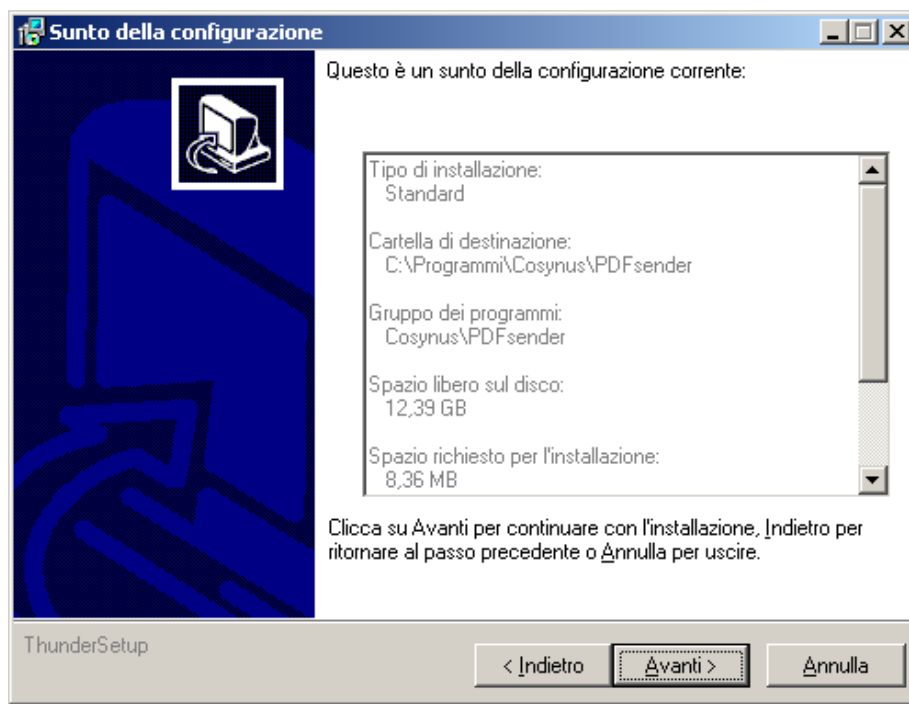 Sunto della configurazione
Questo è un sunto della configurazione corrente:
Tipo di installazione:
Standard
Cartella di destinazione:
C:\Programmi\Cosynus\PDFsender
Gruppo dei programmi:
Cosynus\PDFsender
Spazio libero sul disco:
12,39 GB
Spazio richiesto per l'installazione:
8,36 MB
Clicca su Avanti per continuare con l'installazione, Indietro per
ritornare al passo precedente o Annulla per uscire.
ThunderSetup
< Indietro
Avanti >
Annulla